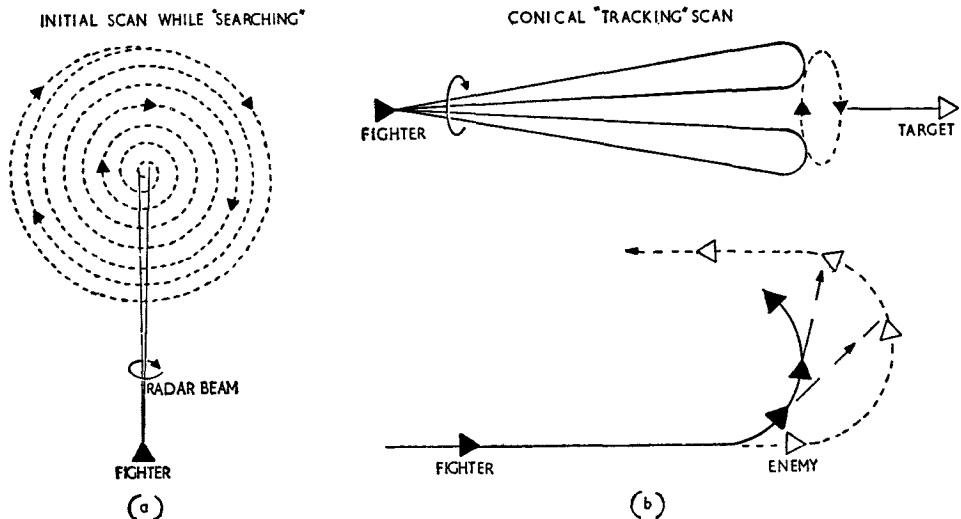 INITIAL SCAN WHILE "SEARCHING"
RADAR BEAM
FIGHTER
(a)
CONICAL "TRACKING" SCAN
FIGHTER
TARGET
FIGHTER
ENEMY
(b)